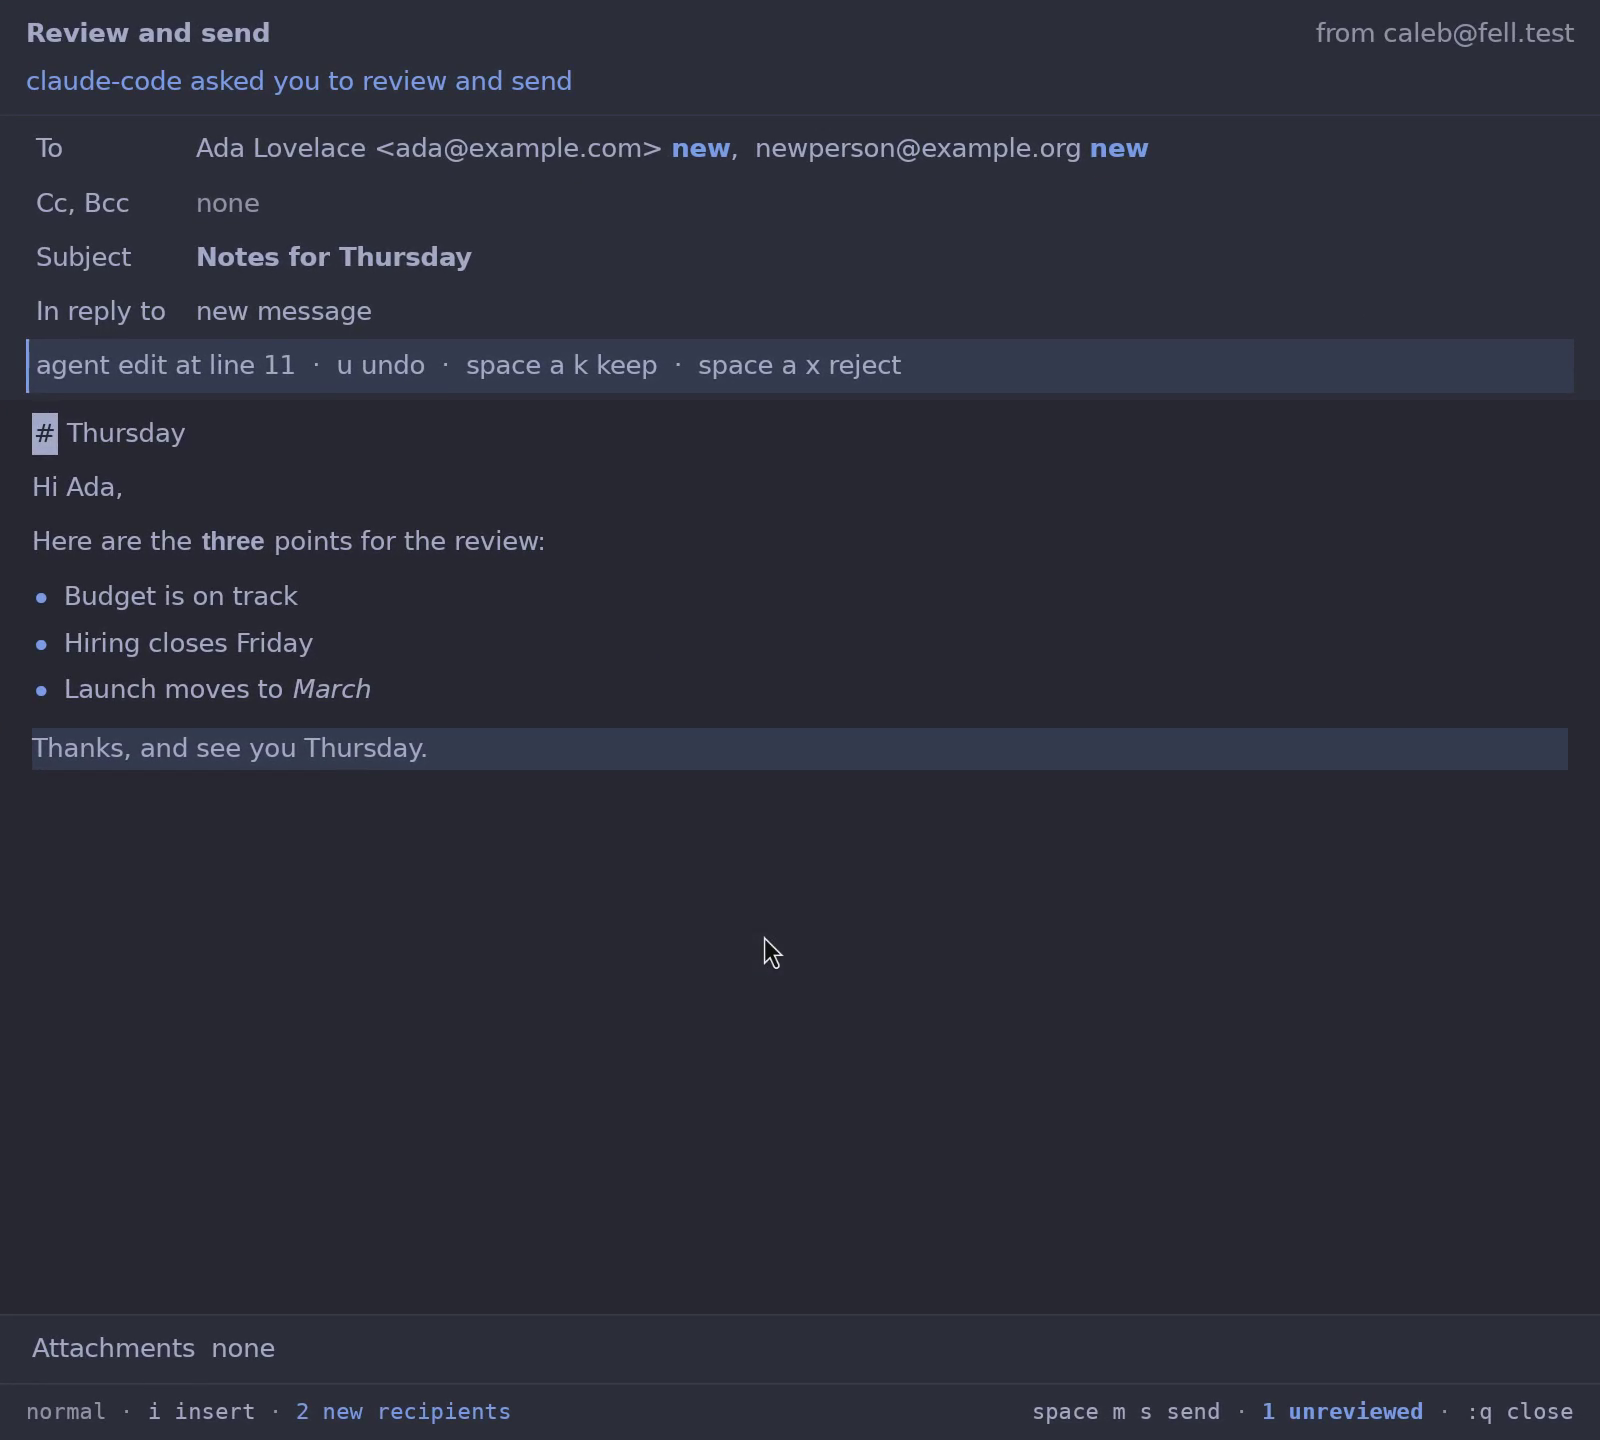 Review and send from caleb@fell.test
claude-code asked you to review and send
To Ada Lovelace <ada@example.com> new, newperson@example.org new
Cc, Bcc none
Subject Notes for Thursday
In reply to new message
agent edit at line 11 · u undo · space a k keep · space a x reject
# Thursday
Hi Ada,
Here are the three points for the review:
• Budget is on track
• Hiring closes Friday
• Launch moves to March
Thanks, and see you Thursday.
Attachments none
normal · i insert · 2 new recipients space m s send · 1 unreviewed · :q close